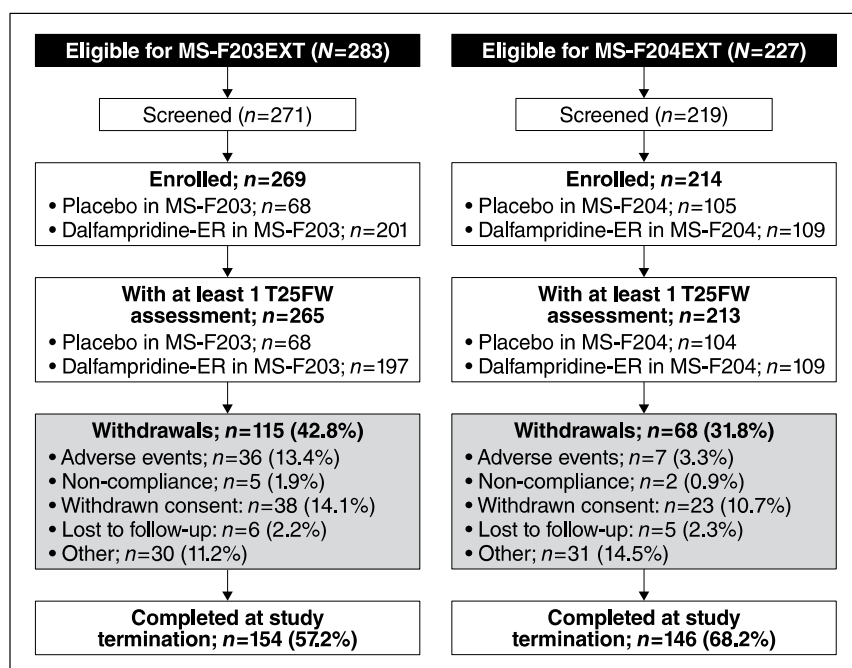 Eligible for MS-F203EXT (N=283)
Screened (n=271)
Enrolled; n=269
• Placebo in MS-F203; n=68
• Dalfampridine-ER in MS-F203; n=201
With at least 1 T25FW
assessment; n=265
• Placebo in MS-F203; n=68
• Dalfampridine-ER in MS-F203; n=197
Withdrawals; n=115 (42.8%)
• Adverse events; n=36 (13.4%)
• Non-compliance; n=5 (1.9%)
• Withdrawn consent: n=38 (14.1%)
• Lost to follow-up: n=6 (2.2%)
• Other; n=30 (11.2%)
Completed at study
termination; n=154 (57.2%)
Eligible for MS-F204EXT (N=227)
Screened (n=219)
Enrolled; n=214
• Placebo in MS-F204; n=105
• Dalfampridine-ER in MS-F204; n=109
With at least 1 T25FW
assessment; n=213
• Placebo in MS-F204; n=104
• Dalfampridine-ER in MS-F204; n=109
Withdrawals; n=68 (31.8%)
• Adverse events; n=7 (3.3%)
• Non-compliance; n=2 (0.9%)
• Withdrawn consent: n=23 (10.7%)
• Lost to follow-up: n=5 (2.3%)
• Other; n=31 (14.5%)
Completed at study
termination; n=146 (68.2%)